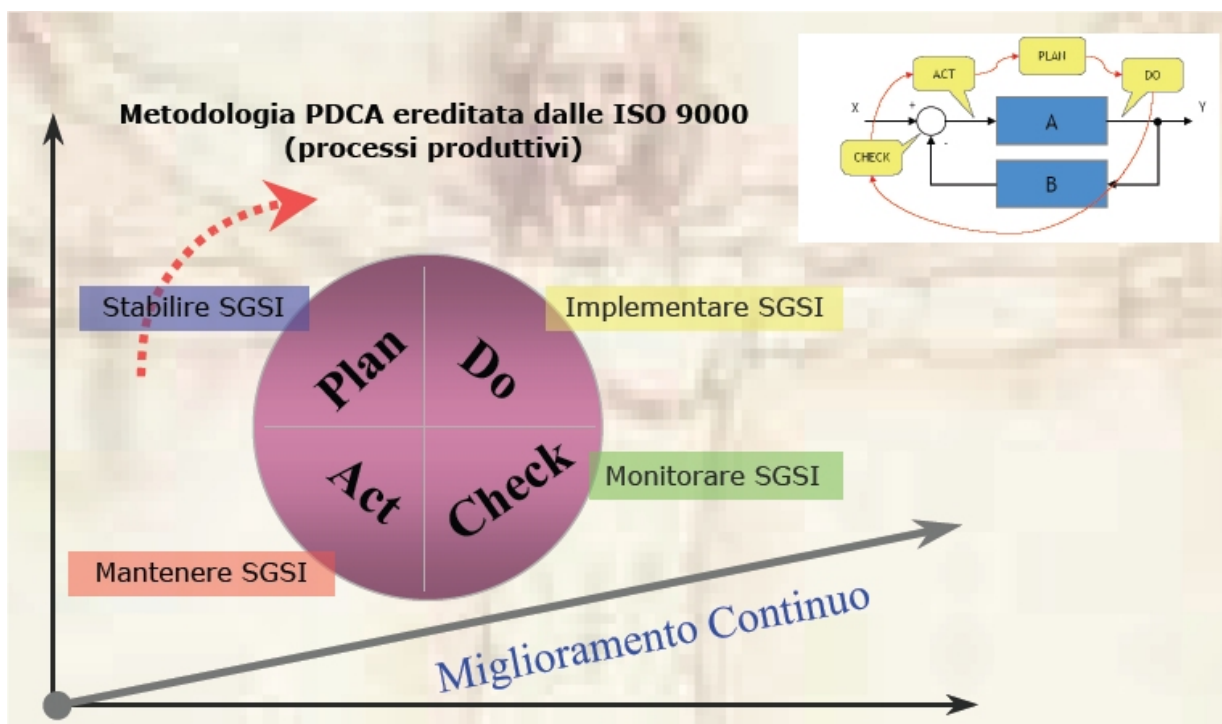 Metodologia PDCA ereditata dalle ISO 9000
(processi produttivi)
ACT
PLAN
DO
X
+
A
Y
CHECK
-
B
Stabilire SGSI
Implementare SGSI
Plan
Do
Act
Check
Monitorare SGSI
Mantenere SGSI
Miglioramento Continuo